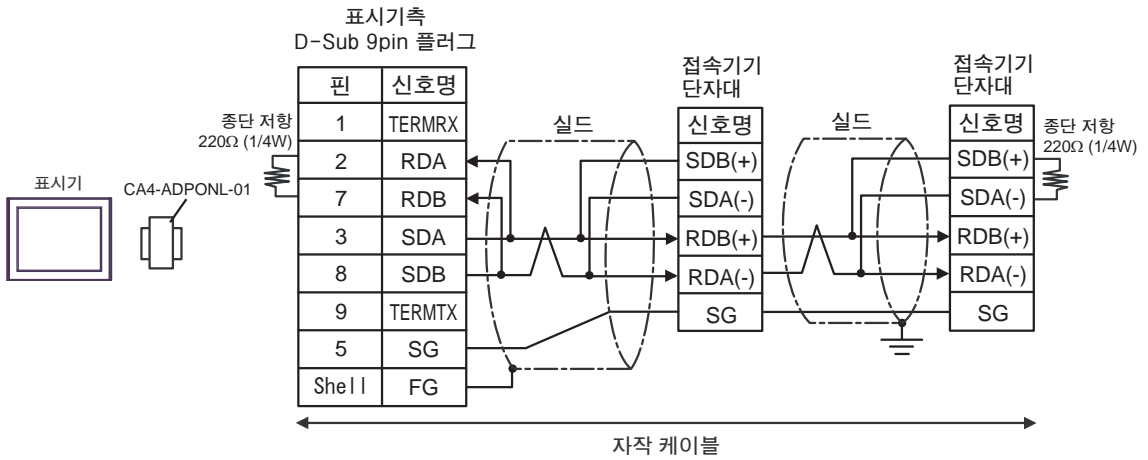 표시기측
D-Sub 9pin 플러그
핀 신호명
1 TERMRX
2 RDA
7 RDB
3 SDA
8 SDB
9 TERMTX
5 SG
Shell FG
종단 저항
220Ω (1/4W)
표시기
CA4-ADPONL-01
실드
접속기기
단자대
신호명
SDB(+)
SDA(-)
RDB(+)
RDA(-)
SG
실드
접속기기
단자대
신호명
SDB(+)
SDA(-)
RDB(+)
RDA(-)
SG
종단 저항
220Ω (1/4W)
자작 케이블